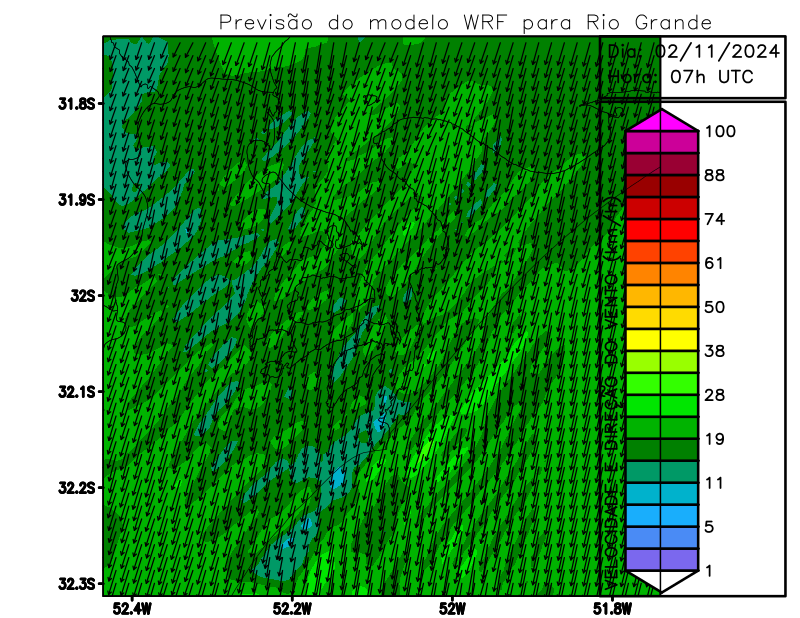 Previsão do modelo WRF para Rio Grande
Dia: 02/11/2024
Hora: 07h UTC
31.8S
31.9S
32S
32.1S
32.2S
32.3S
52.4W
52.2W
52W
51.8W
VELOCIDADE E DIREÇÃO DO VENTO (km/h)
100
88
74
61
50
38
28
19
11
5
1